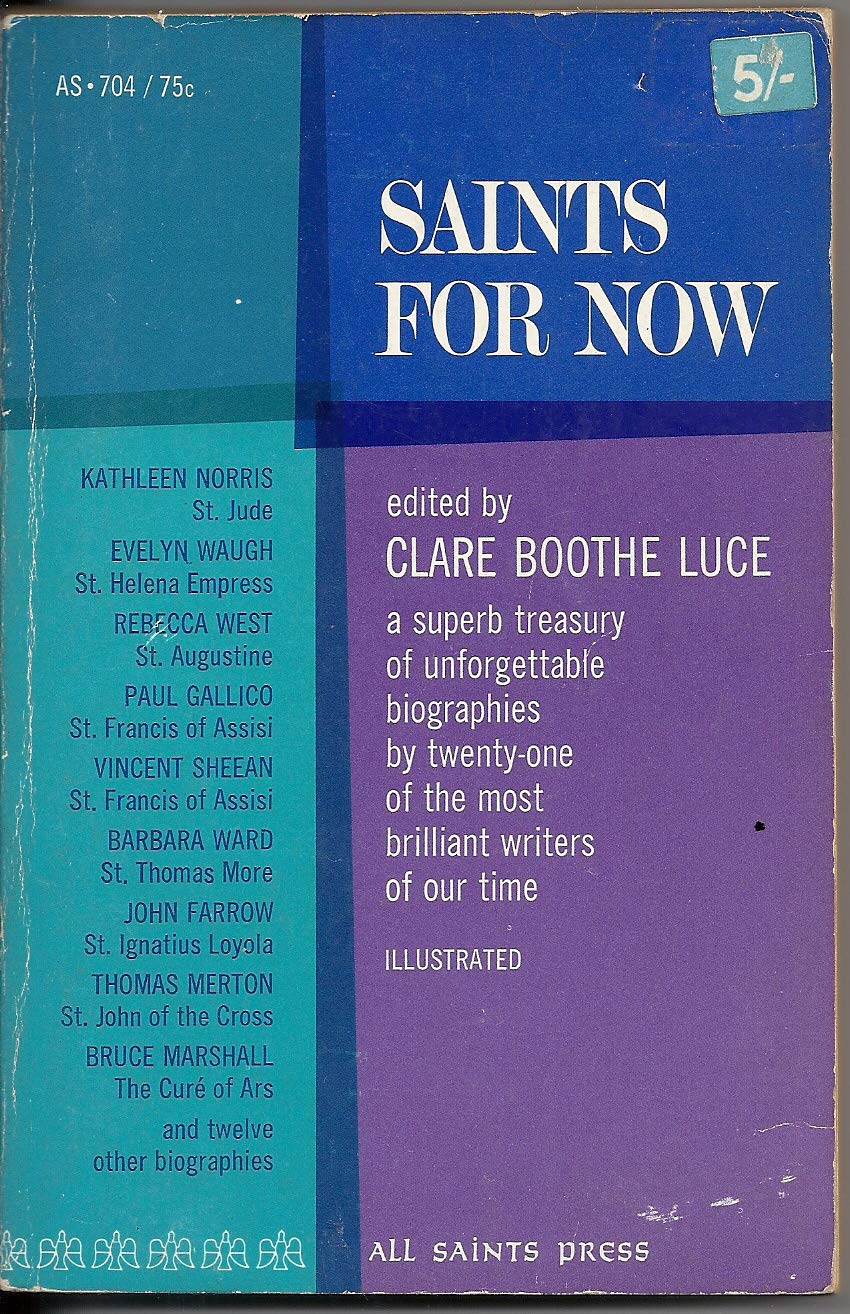 AS • 704 / 75c
5/-
SAINTS
FOR NOW
KATHLEEN NORRIS
St. Jude
EVELYN WAUGH
St. Helena Empress
REBECCA WEST
St. Augustine
PAUL GALLICO
St. Francis of Assisi
VINCENT SHEEAN
St. Francis of Assisi
BARBARA WARD
St. Thomas More
JOHN FARROW
St. Ignatius Loyola
THOMAS MERTON
St. John of the Cross
BRUCE MARSHALL
The Curé of Ars
and twelve
other biographies
edited by
CLARE BOOTHE LUCE
a superb treasury
of unforgettable
biographies
by twenty-one
of the most
brilliant writers
of our time
ILLUSTRATED
ALL SAINTS PRESS